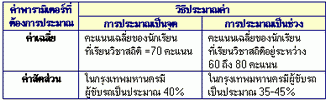 ค่าพารามิเตอร์ที่
ต้องการประมาณ
วิธีประมาณค่า
การประมาณเป็นจุด
การประมาณเป็นช่วง
ค่าเฉลี่ย
คะแนนเฉลี่ยของนักเรียน
ที่เรียนวิชาสถิติ =70 คะแนน
คะแนนเฉลี่ยของนักเรียน
ที่เรียนวิชาสถิติอยู่ระหว่าง
60 ถึง 80 คะแนน
ค่าสัดส่วน
ในกรุงเทพมหานครมี
ผู้ขับรถเป็นประมาณ 40%
ในกรุงเทพมหานครมีผู้ขับรถ
เป็นประมาณ 35-45%